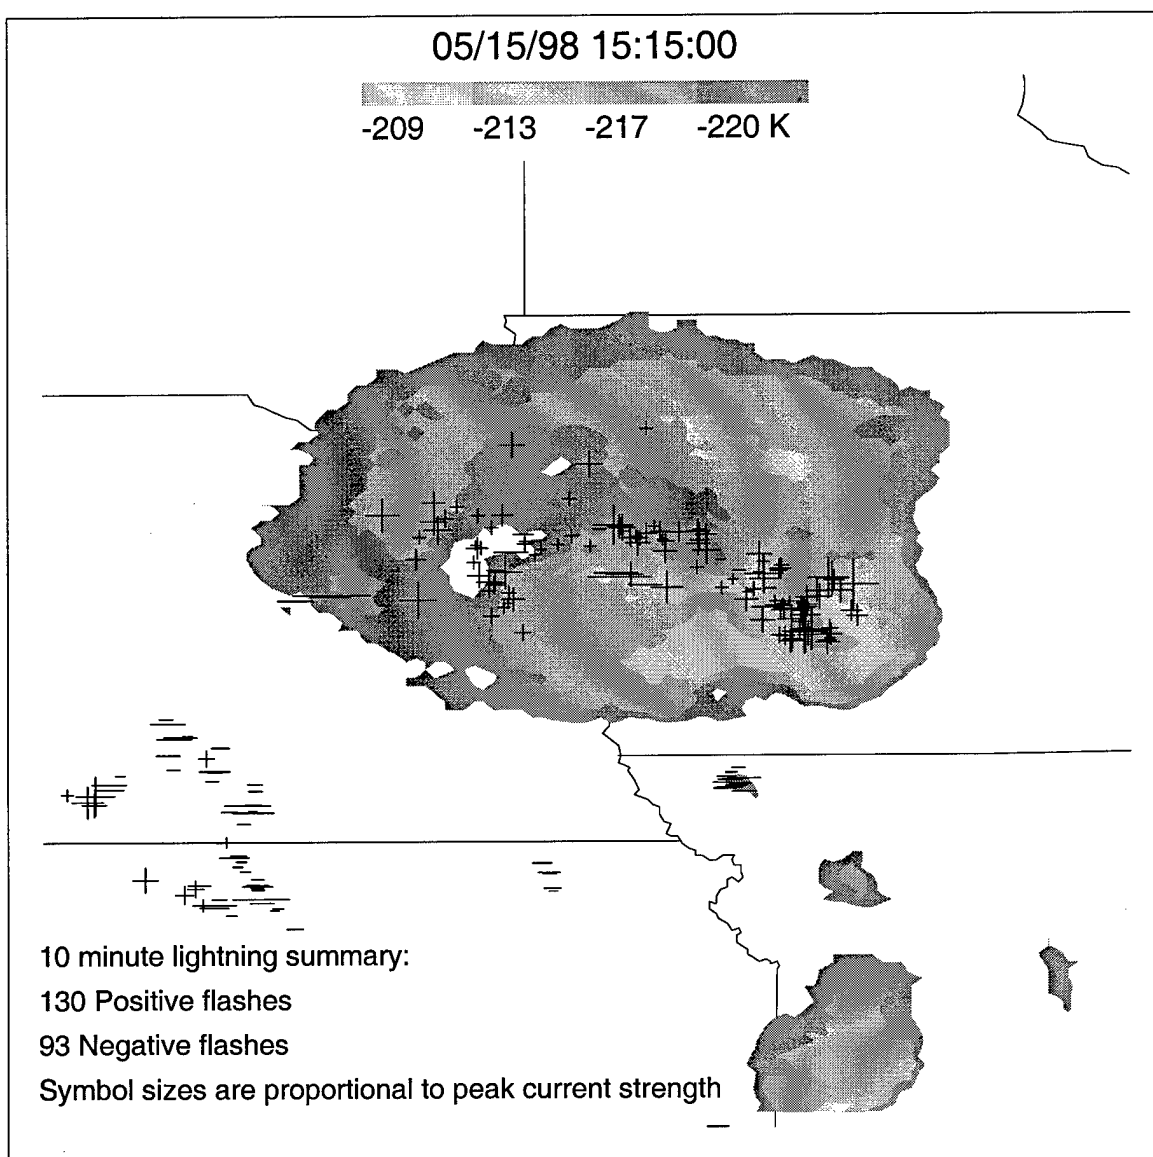 05/15/98 15:15:00
-209 -213 -217 -220 K
10 minute lightning summary:
130 Positive flashes
93 Negative flashes
Symbol sizes are proportional to peak current strength